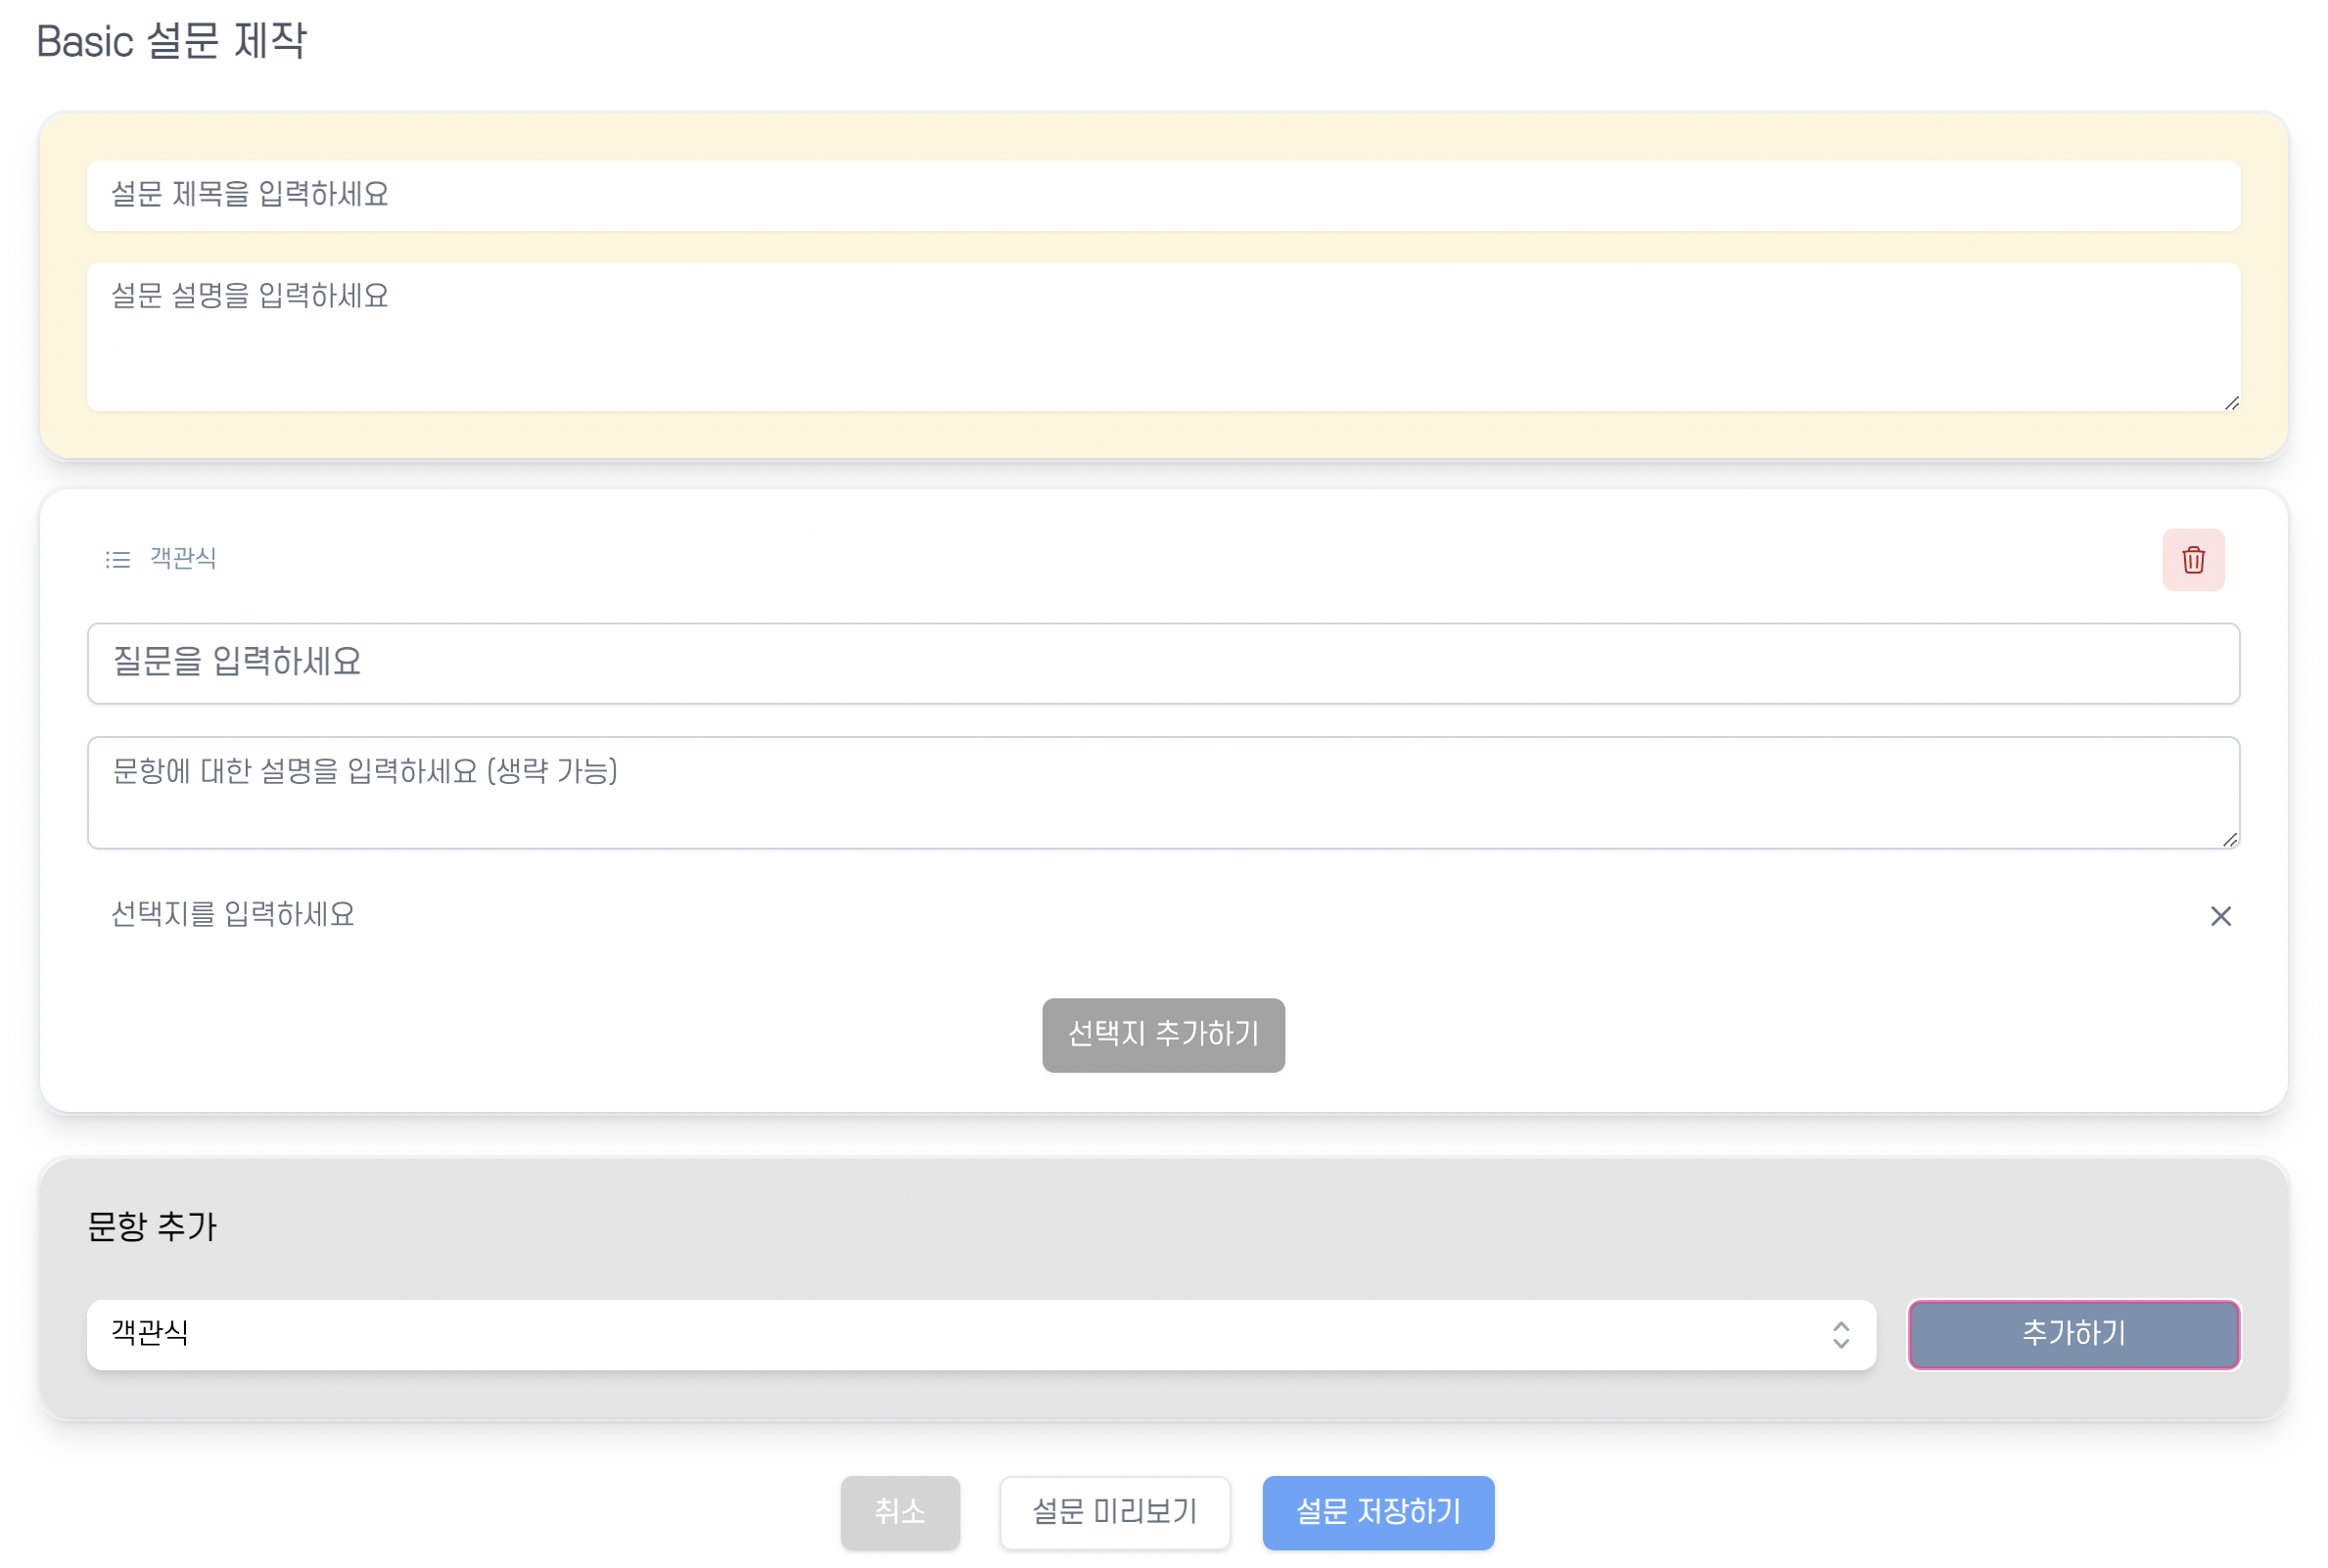 Basic 설문 제작
설문 제목을 입력하세요
설문 설명을 입력하세요
객관식
질문을 입력하세요
문항에 대한 설명을 입력하세요 (생략 가능)
선택지를 입력하세요
선택지 추가하기
문항 추가
객관식
추가하기
취소
설문 미리보기
설문 저장하기